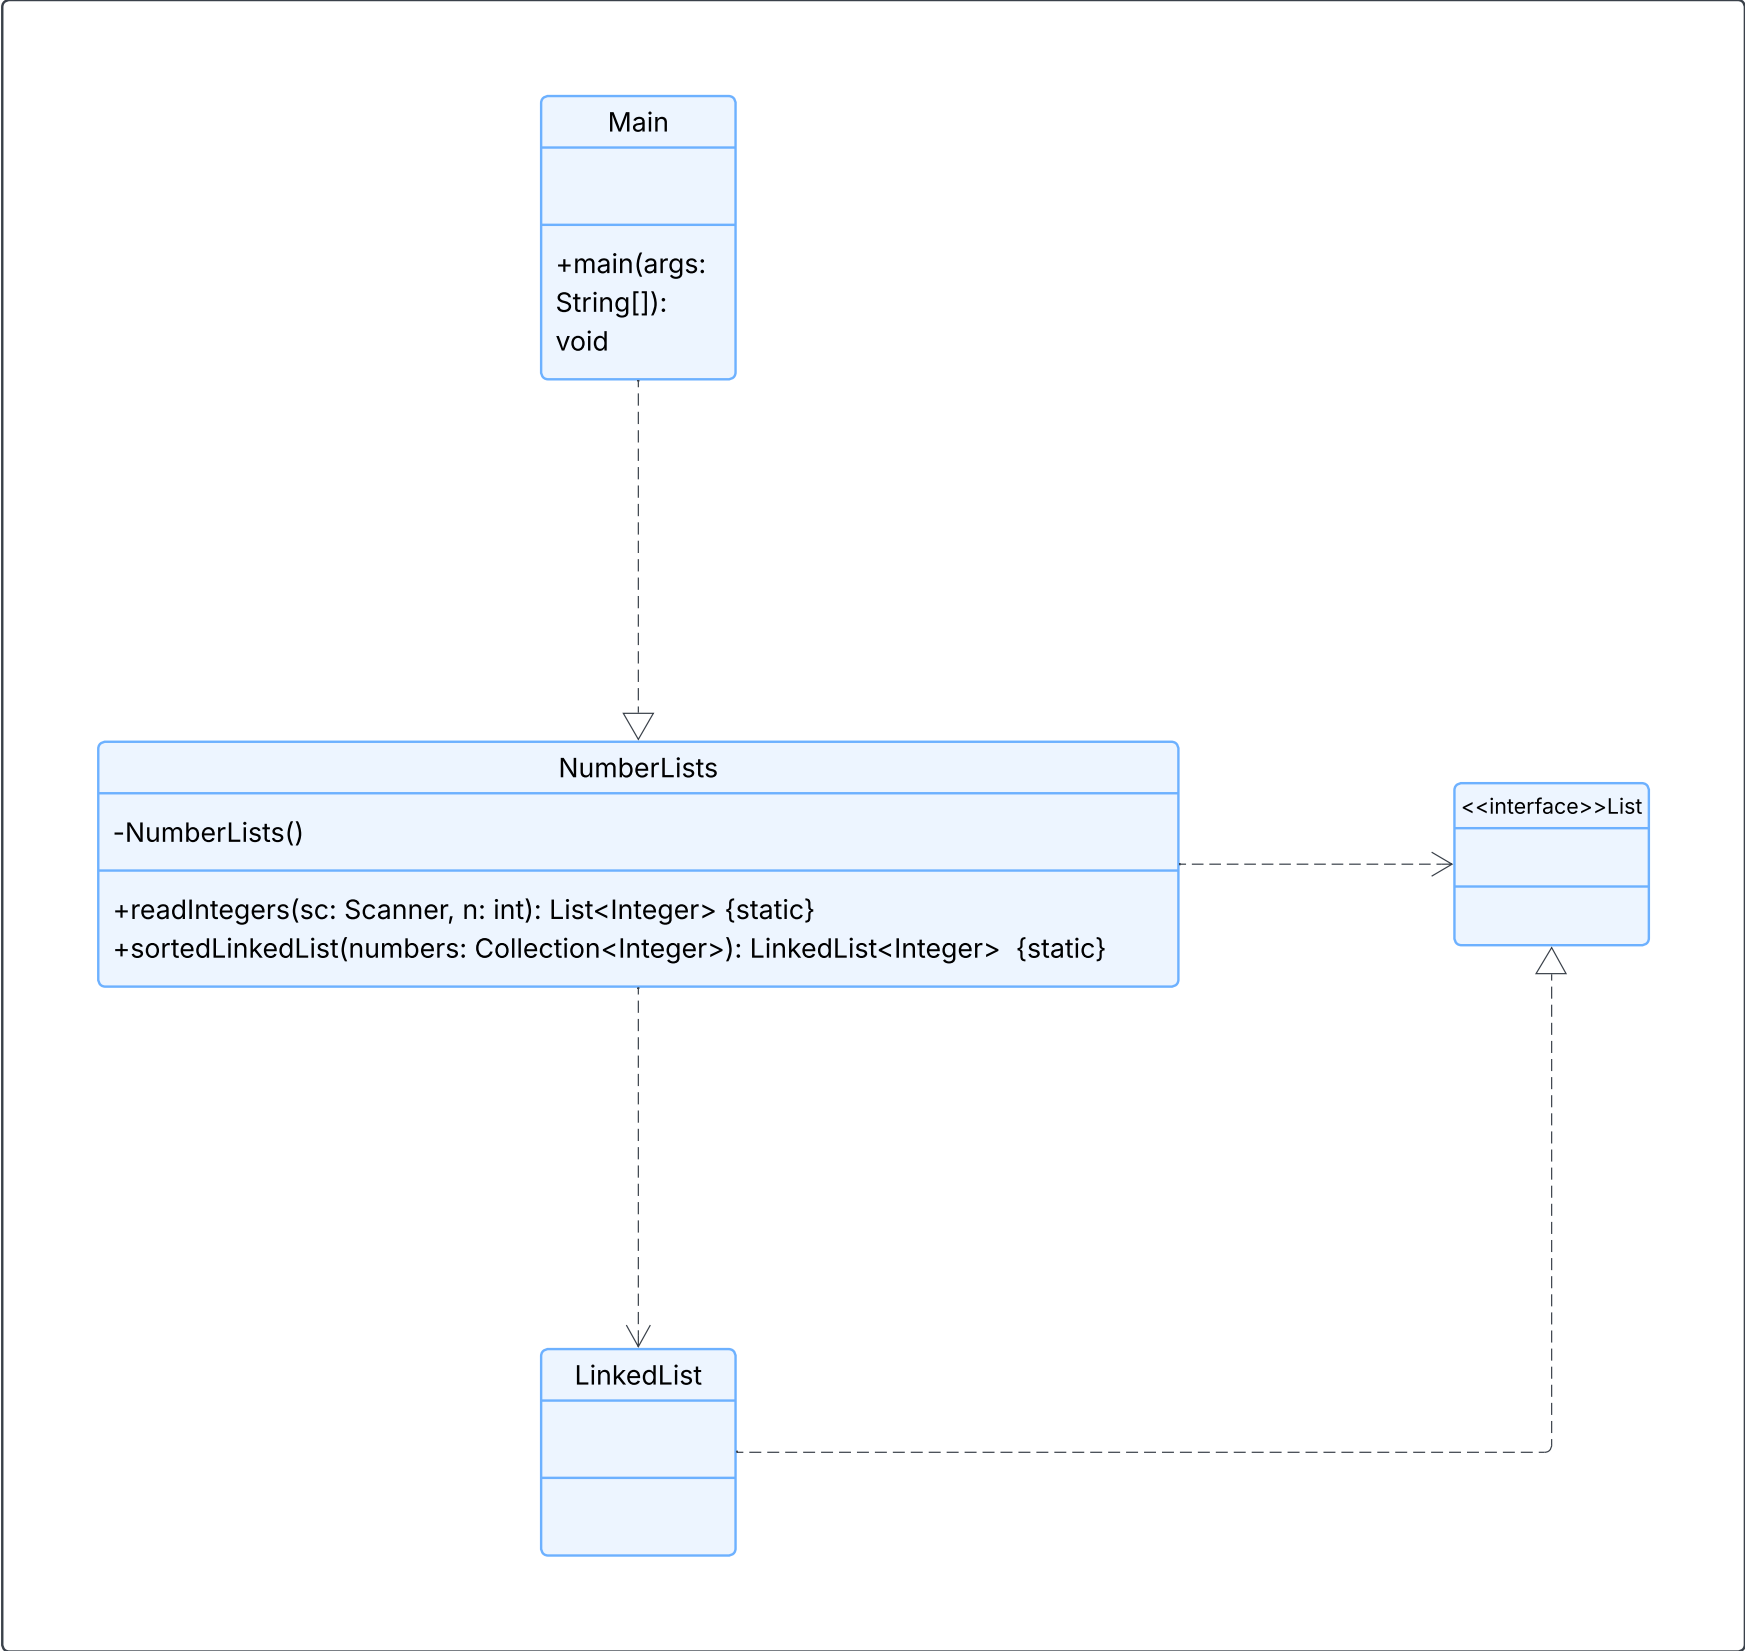 Main
+main(args:
String[]):
void
NumberLists
-NumberLists()
<<interface>>List
+readIntegers(sc: Scanner, n: int): List<Integer> {static}
+sortedLinkedList(numbers: Collection<Integer>): LinkedList<Integer>  {static}
LinkedList